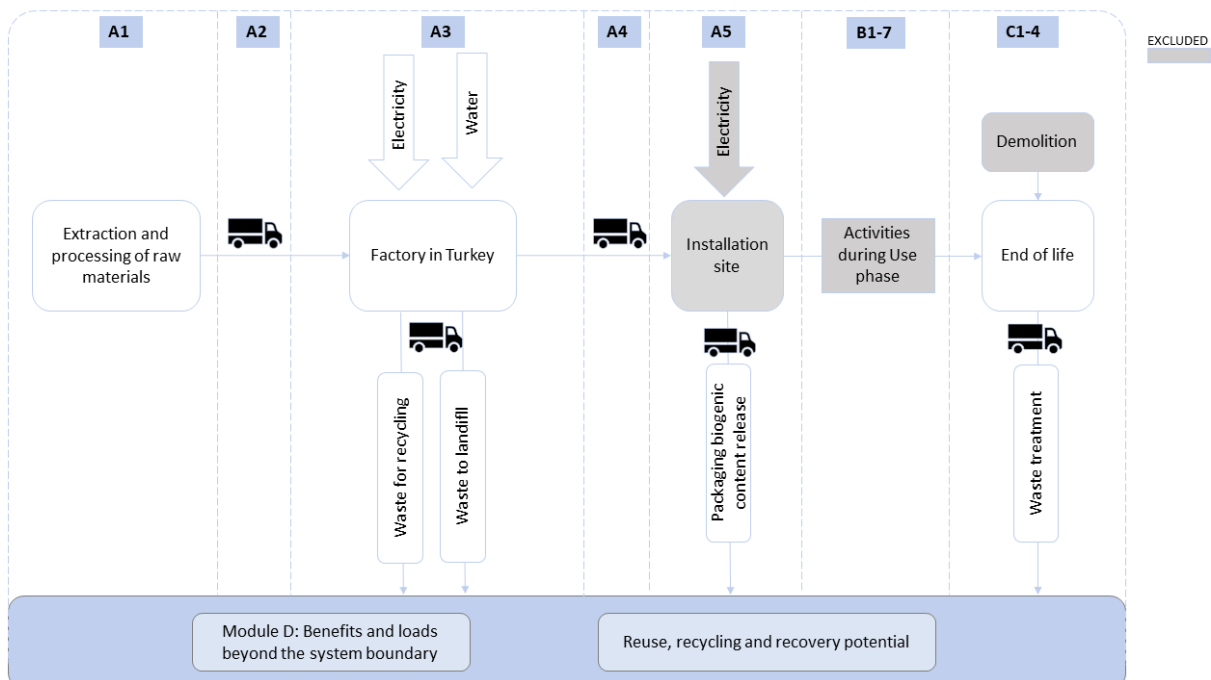 A1
A2
A3
A4
A5
B1-7
C1-4
EXCLUDED
Electricity
Water
Electricity
Demolition
Extraction and
processing of raw
materials
Factory in Turkey
Installation
site
Activities
during Use
phase
End of life
Waste for recycling
Waste to landfill
Packaging biogenic
content release
Waste treatment
Module D: Benefits and loads
beyond the system boundary
Reuse, recycling and recovery potential